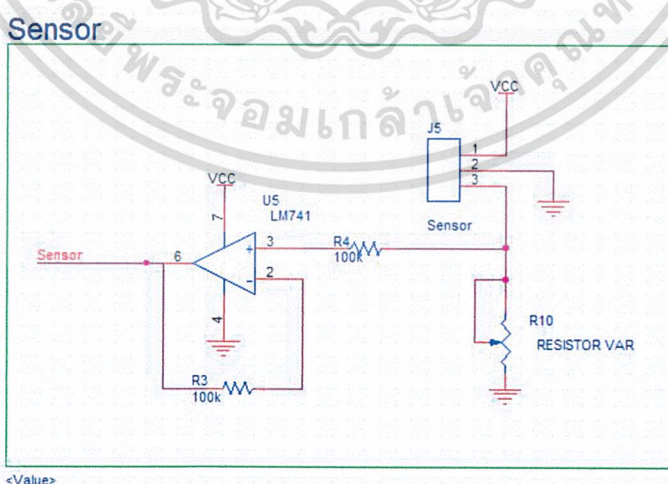 Sensor
พระจอมเกล้าเจ้าคุณท
VCC
J5
1
2
3
Sensor
VCC
7
U5
LM741
Sensor
6
+
3
-
2
4
R4
100k
R3
100k
R10
RESISTOR VAR
<Value>